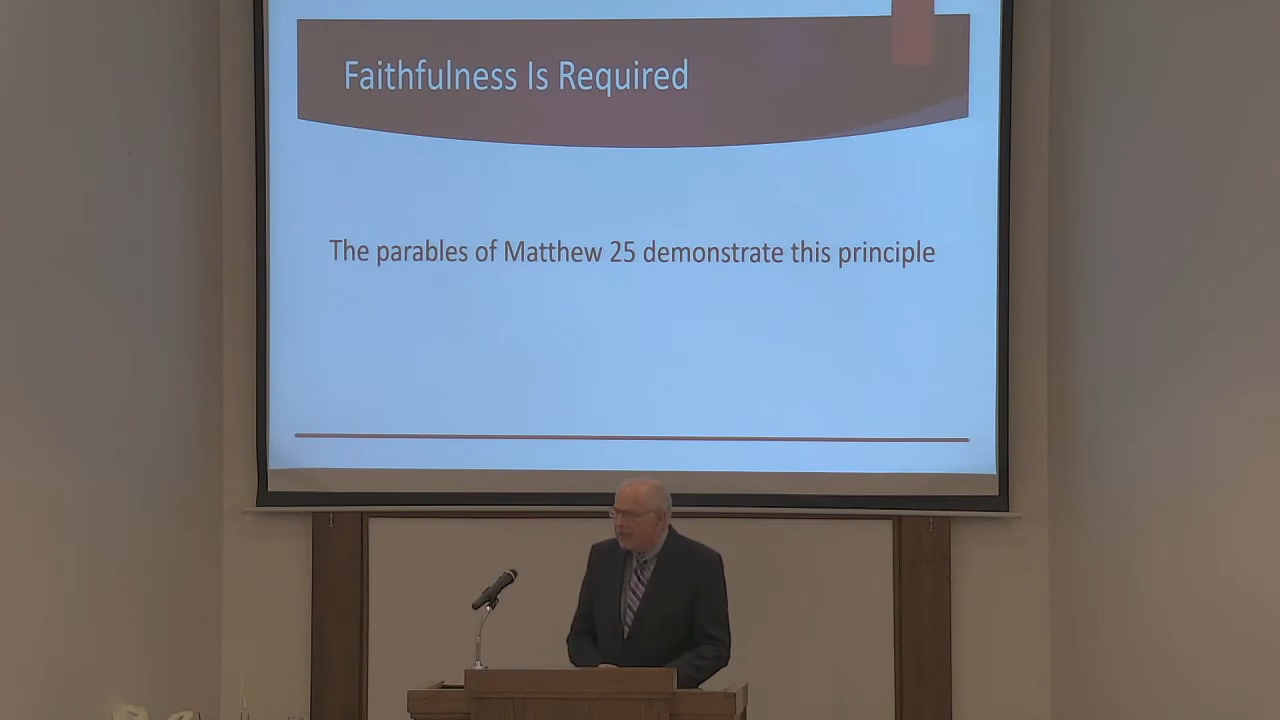 Faithfulness Is Required
The parables of Matthew 25 demonstrate this principle